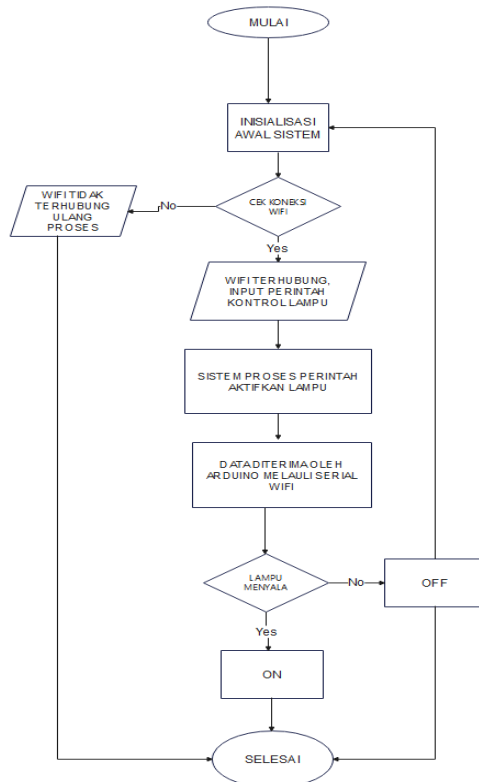 MULAI
INISIALISASI
AWAL SISTEM
CEK KONEKSI
WIFI
No
WIFI TIDAK
TERHUBUNG
ULANG
PROSES
Yes
WIFI TERHUBUNG,
INPUT PERINTAH
KONTROL LAMPU
SISTEM PROSES PERINTAH
AKTIFKAN LAMPU
DATA DITERIMA OLEH
ARDUINO MELAULI SERIAL
WIFI
LAMPU
MENYALA
No
OFF
Yes
ON
SELESAI